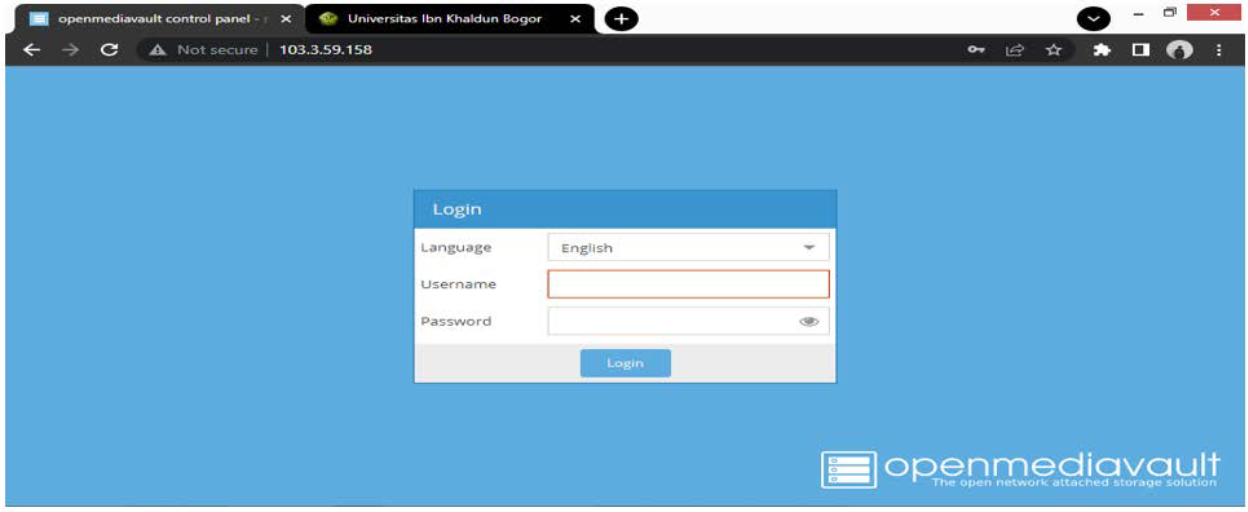 openmediavault control panel -
Universitas Ibn Khaldun Bogor
Not secure | 103.3.59.158
Login
Language
English
Username
Password
Login
openmediavault
The open network attached storage solution